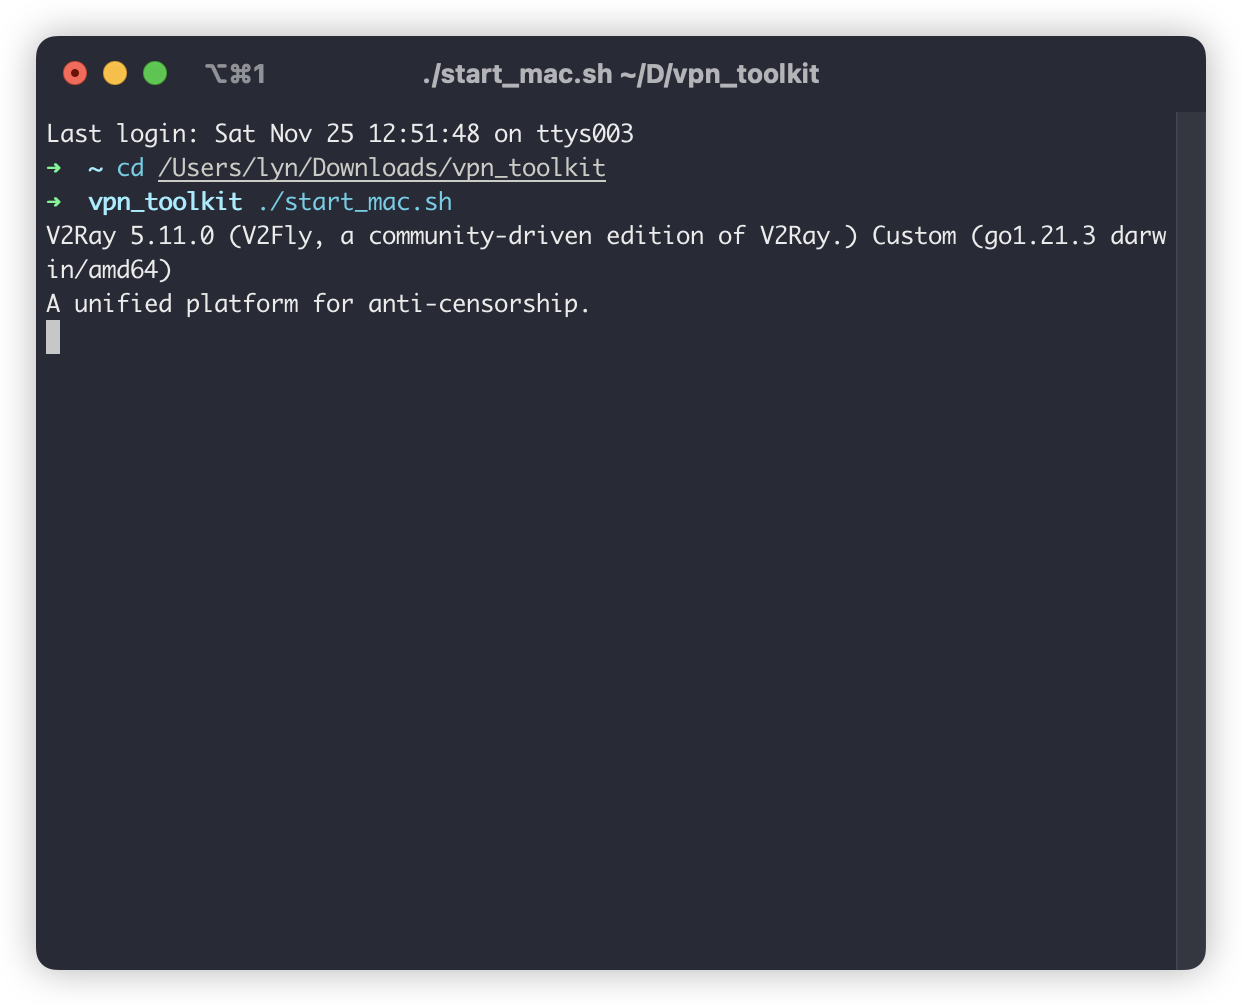 ⌥⌘1 ./start_mac.sh ~/D/vpn_toolkit
Last login: Sat Nov 25 12:51:48 on ttys003
➜  ~ cd /Users/lyn/Downloads/vpn_toolkit
➜  vpn_toolkit ./start_mac.sh
V2Ray 5.11.0 (V2Fly, a community-driven edition of V2Ray.) Custom (go1.21.3 darw
in/amd64)
A unified platform for anti-censorship.